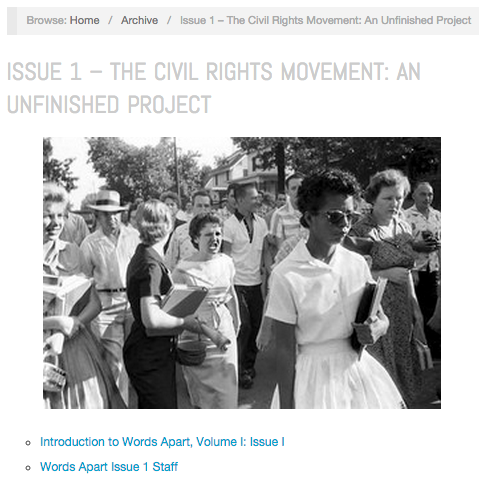 Browse: Home / Archive / Issue 1 – The Civil Rights Movement: An Unfinished Project
ISSUE 1 – THE CIVIL RIGHTS MOVEMENT: AN
UNFINISHED PROJECT
Introduction to Words Apart, Volume I: Issue I
Words Apart Issue 1 Staff